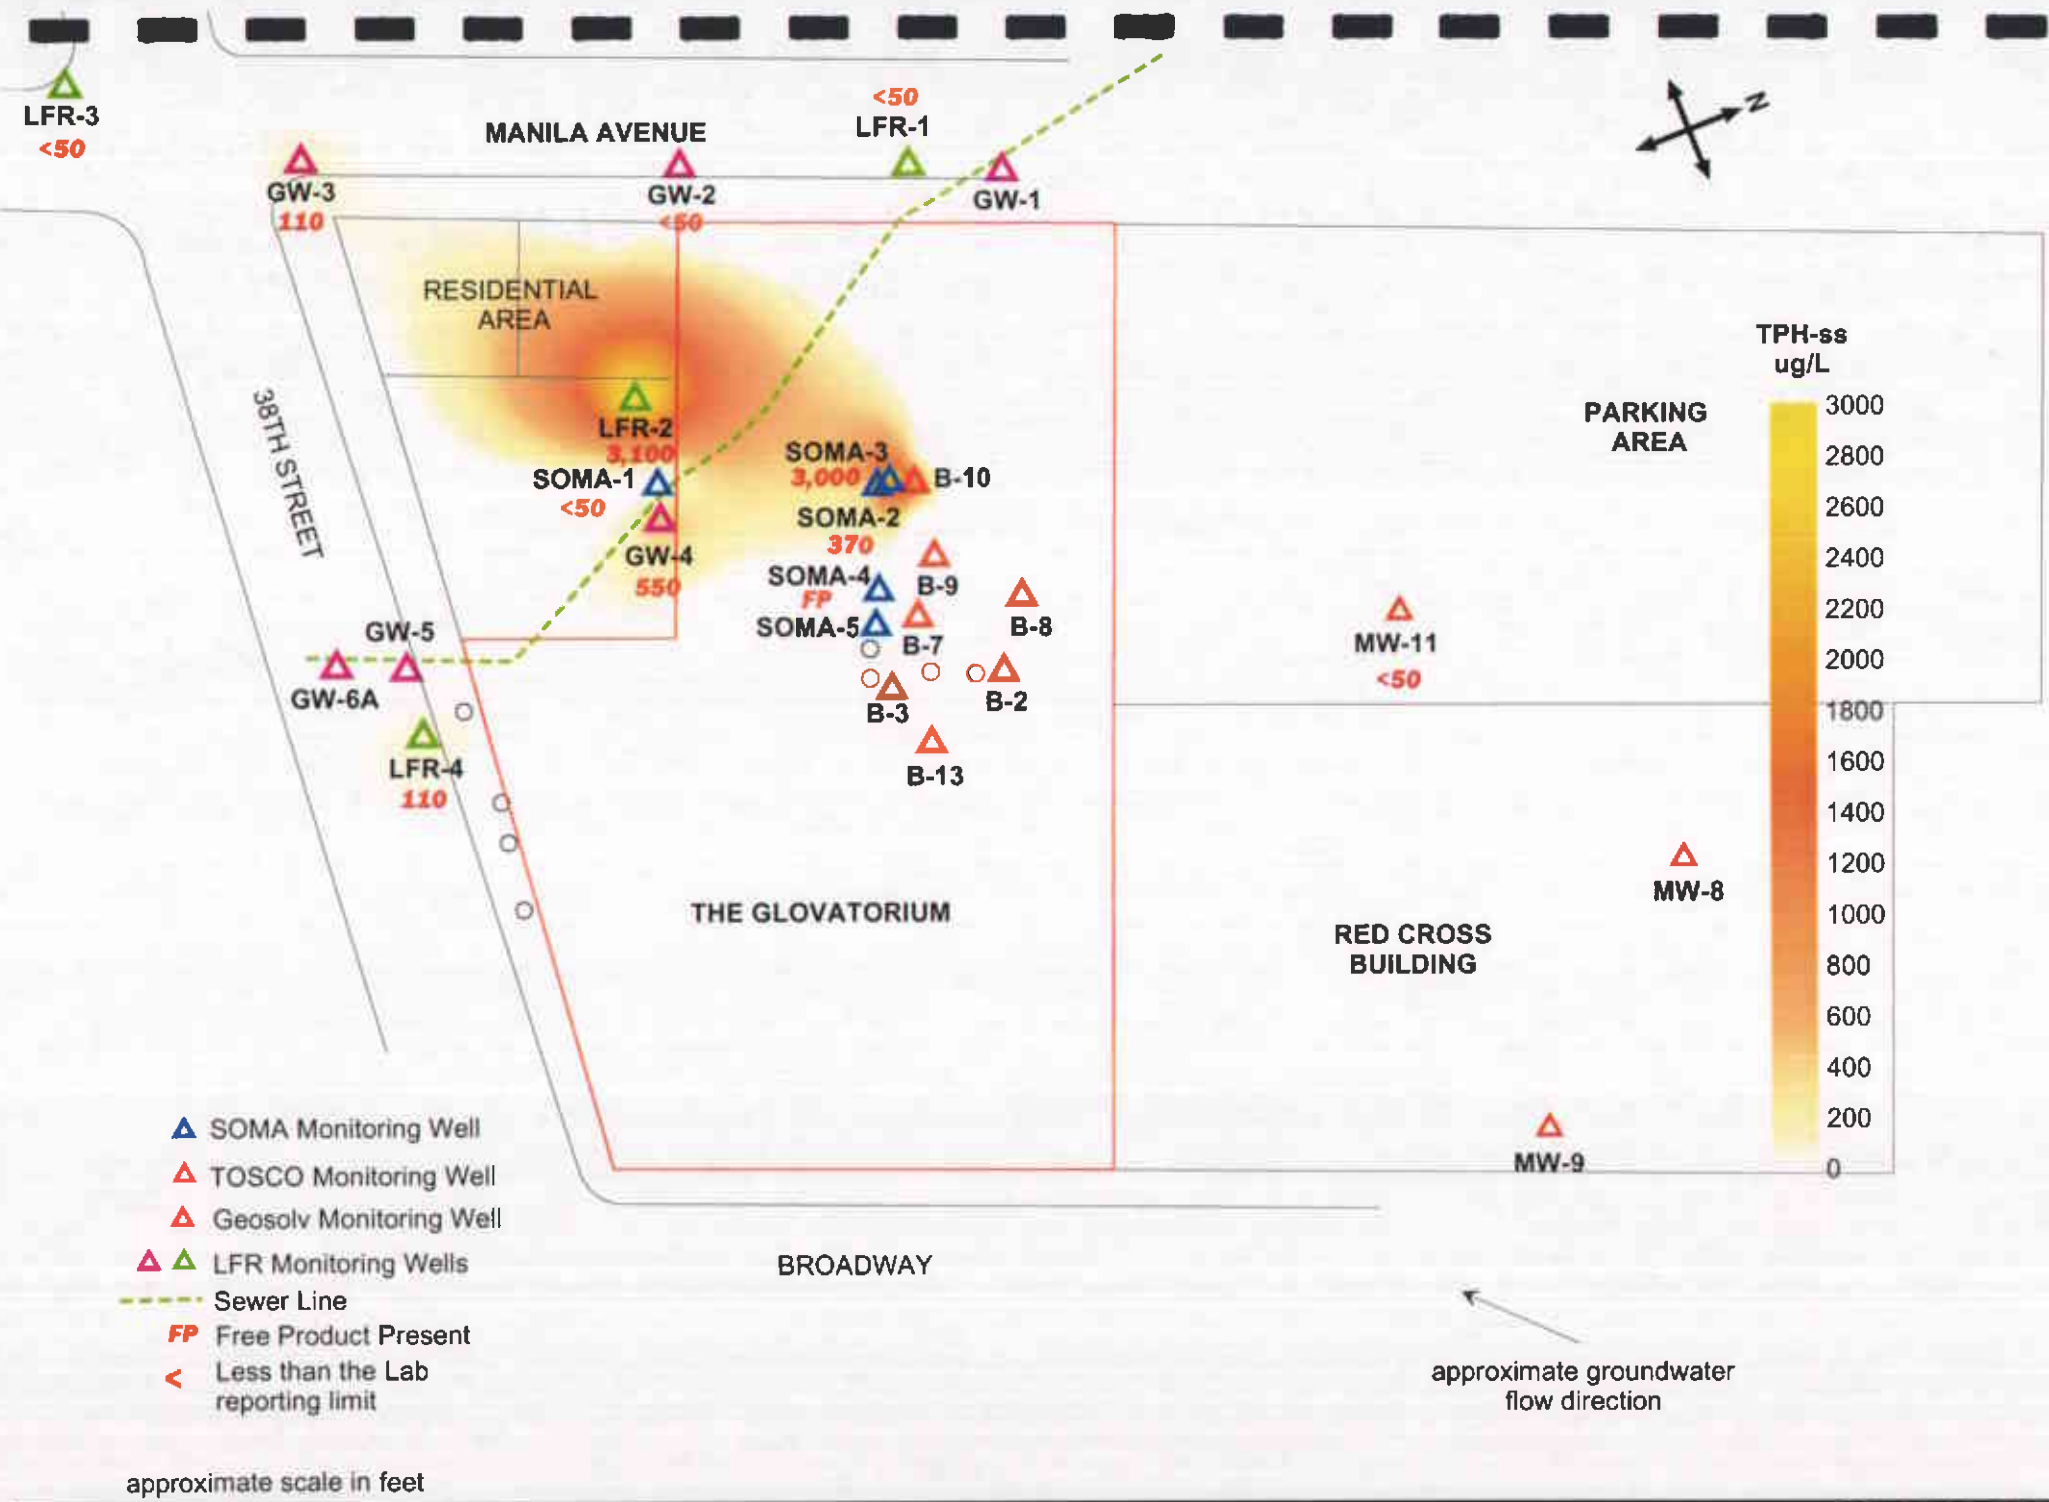 LFR-3
<50
MANILA AVENUE
<50
LFR-1
N
GW-3
110
GW-2
<50
GW-1
RESIDENTIAL
AREA
38TH STREET
LFR-2
3,100
SOMA-1
<50
GW-4
550
SOMA-3
3,000
B-10
SOMA-2
370
SOMA-4
FP
B-9
SOMA-5
B-7
B-8
B-3
B-2
B-13
GW-5
GW-6A
LFR-4
110
THE GLOVATORIUM
PARKING
AREA
MW-11
<50
RED CROSS
BUILDING
MW-8
MW-9
TPH-ss
ug/L
3000
2800
2600
2400
2200
2000
1800
1600
1400
1200
1000
800
600
400
200
0
SOMA Monitoring Well
TOSCO Monitoring Well
Geosolv Monitoring Well
LFR Monitoring Wells
Sewer Line
FP Free Product Present
< Less than the Lab
reporting limit
BROADWAY
approximate groundwater
flow direction
approximate scale in feet